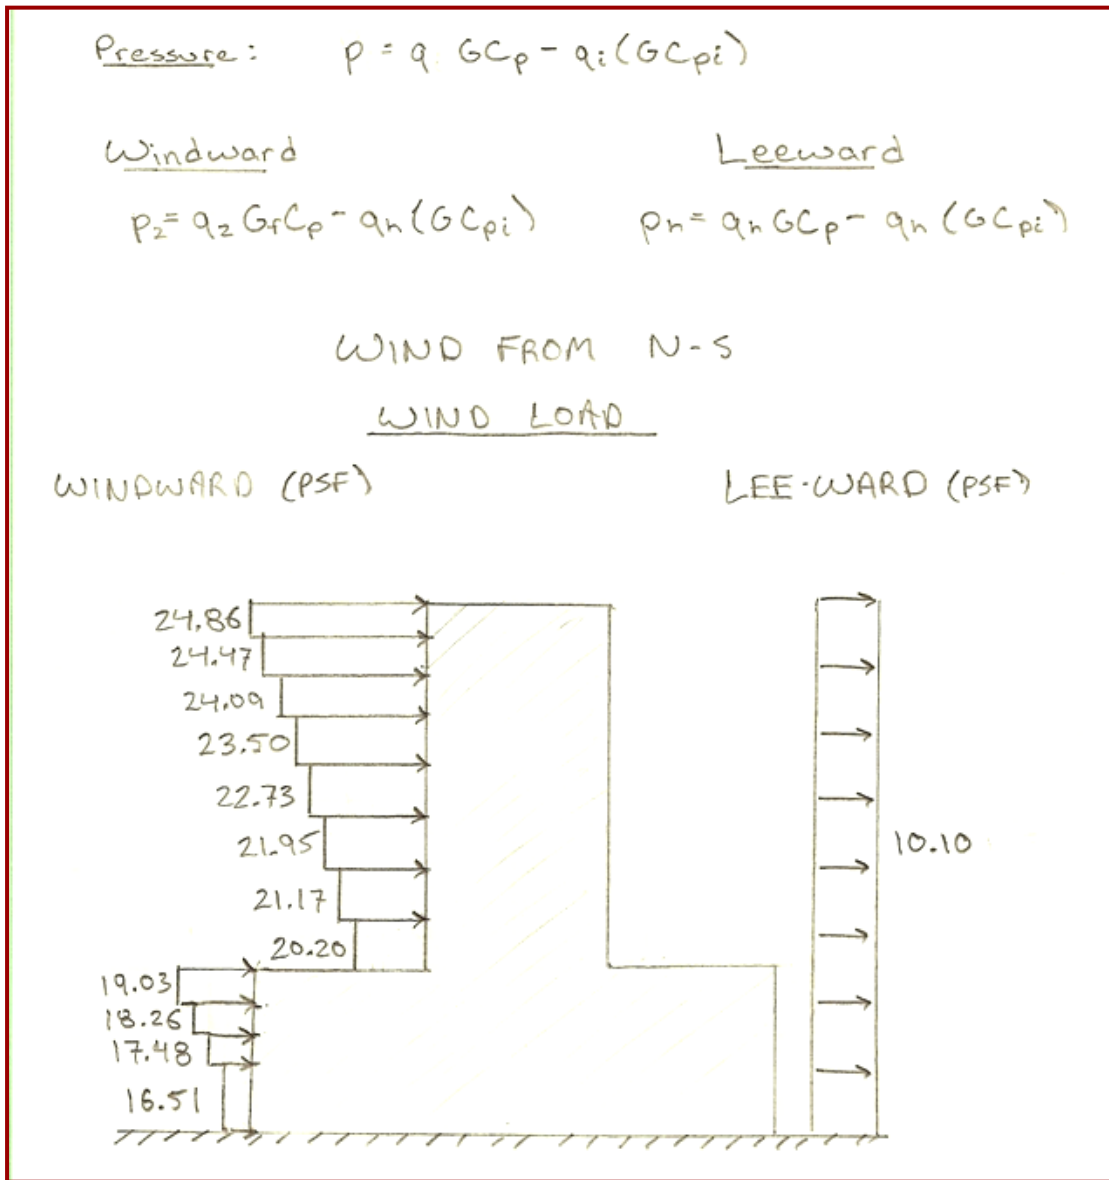 Pressure: p = q GCp - qi (GCpi)
Windward Leeward
pz = qz GCp - qh (GCpi) ph = qh GCp - qh (GCpi)
WIND FROM N-S
WIND LOAD
WINDWARD (PSF) LEE-WARD (PSF)
24.86
24.47
24.09
23.50
22.73
21.95
10.10
21.17
20.20
19.03
18.26
17.48
16.51